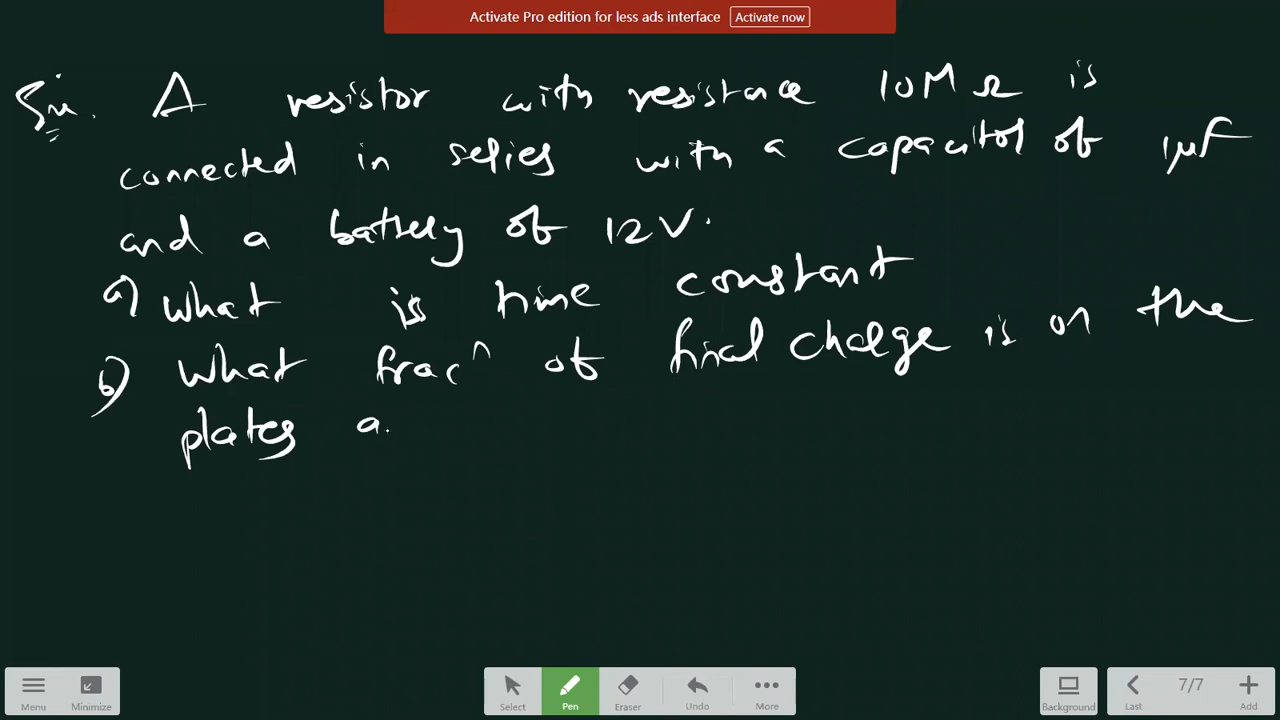 Activate Pro edition for less ads interface Activate now
A resistor with resistance 10M Ω is
connected in series with a capacitor of 1μF
and a battery of 12V.
a) What is time constant
b) What fracⁿ of final charge is on the
plates a.
Menu Minimize Select Pen Eraser Undo More Background Last 7/7 Add